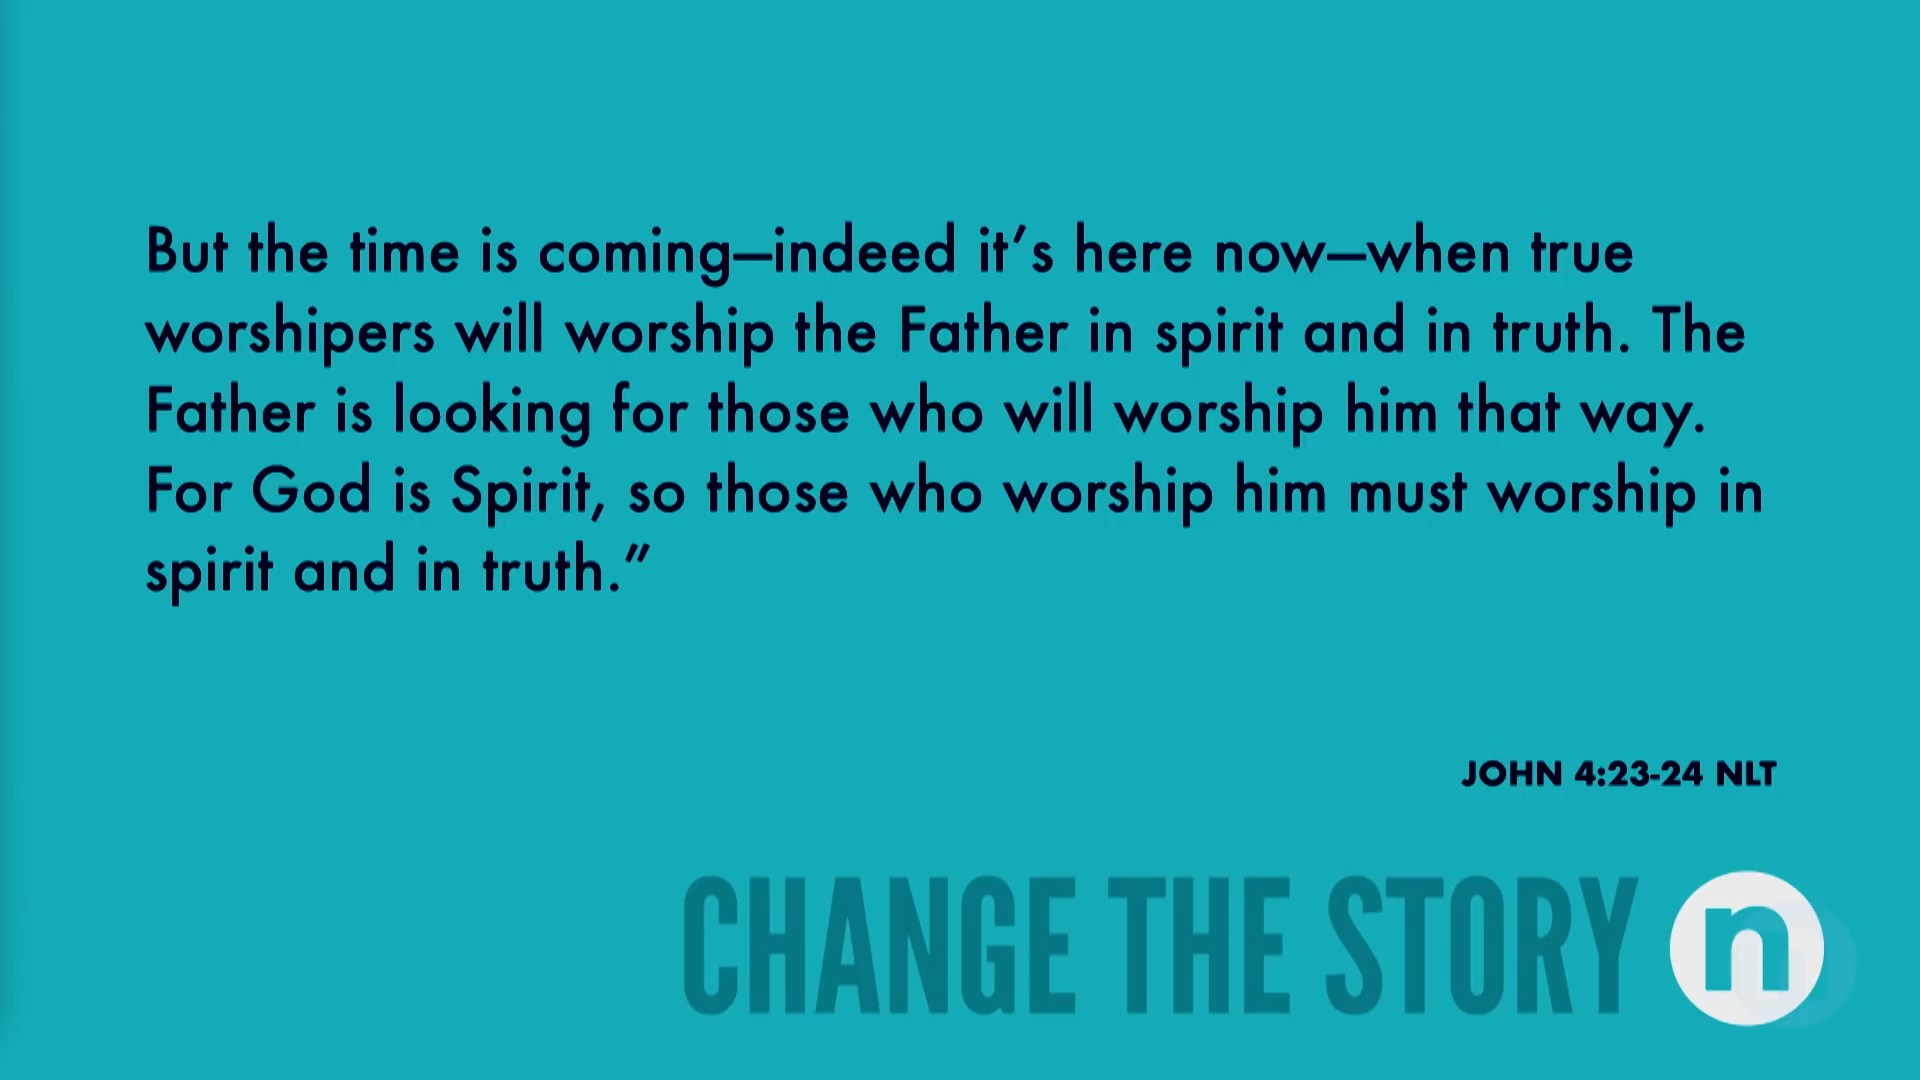 But the time is coming—indeed it’s here now—when true
worshipers will worship the Father in spirit and in truth. The
Father is looking for those who will worship him that way.
For God is Spirit, so those who worship him must worship in
spirit and in truth.”
JOHN 4:23-24 NLT
CHANGE THE STORY
n